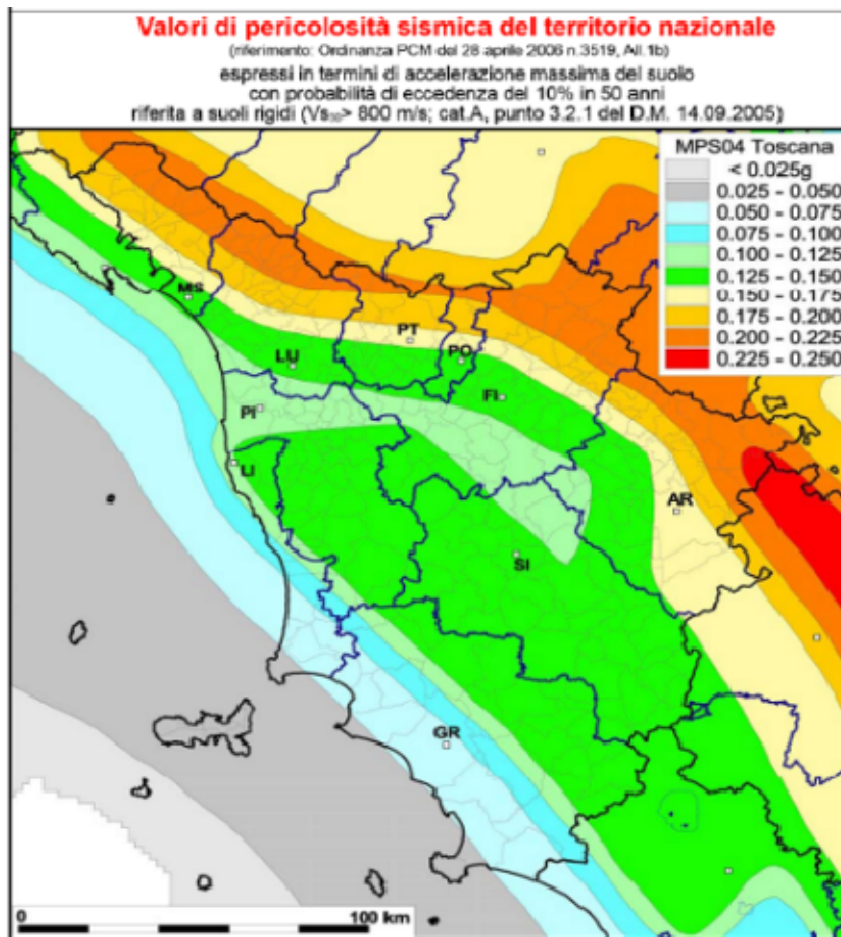 Valori di pericolosità sismica del territorio nazionale
(riferimento: Ordinanza PCM del 28 aprile 2006 n.3519, All.1b)
espressi in termini di accelerazione massima del suolo
con probabilità di eccedenza del 10% in 50 anni
riferita a suoli rigidi (Vs₃₀> 800 m/s; cat.A, punto 3.2.1 del D.M. 14.09.2005)
MPS04 Toscana
< 0.025g
0.025 - 0.050
0.050 - 0.075
0.075 - 0.100
0.100 - 0.125
0.125 - 0.150
0.150 - 0.175
0.175 - 0.200
0.200 - 0.225
0.225 - 0.250
MS
PT
LU
PO
FI
PI
LI
AR
SI
GR
0
100 km